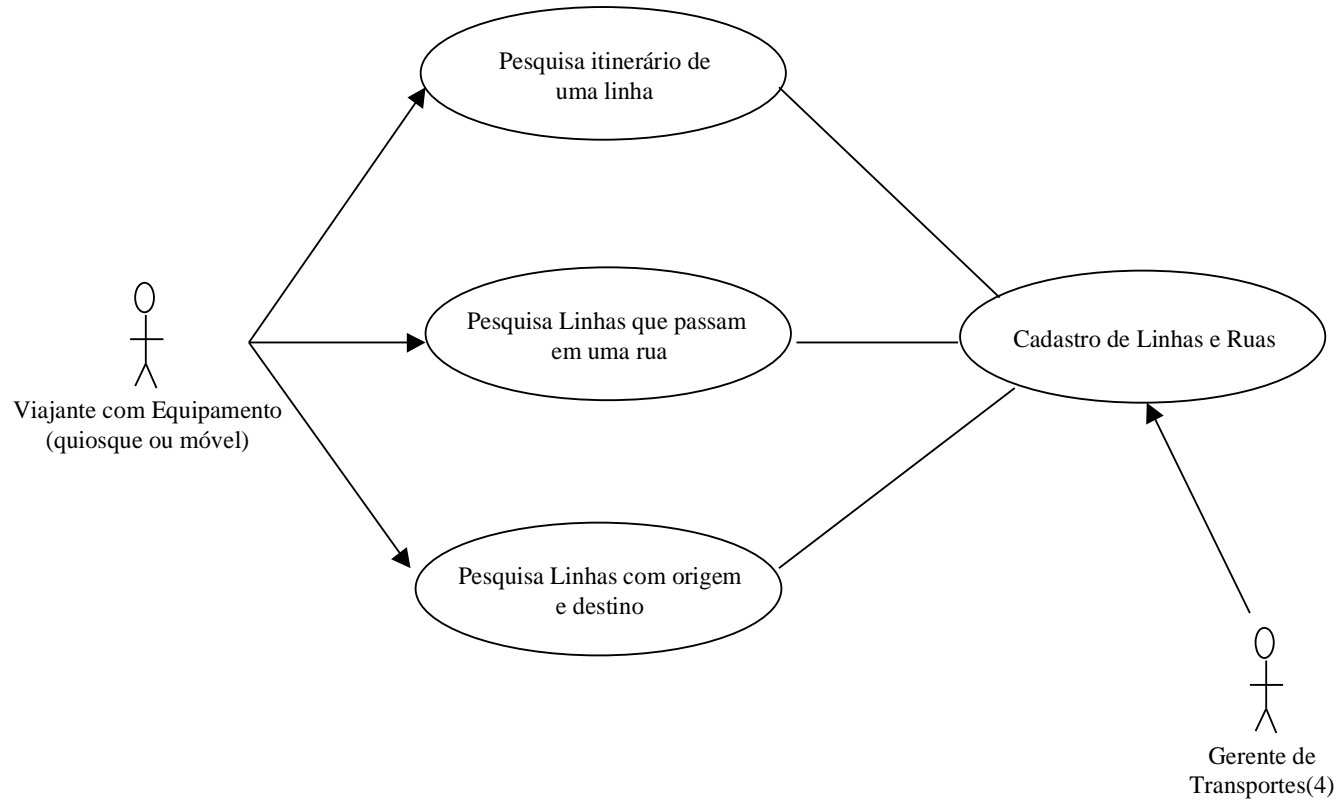 Pesquisa itinerário de
uma linha
Pesquisa Linhas que passam
em uma rua
Cadastro de Linhas e Ruas
Viajante com Equipamento
(quiosque ou móvel)
Pesquisa Linhas com origem
e destino
Gerente de
Transportes(4)